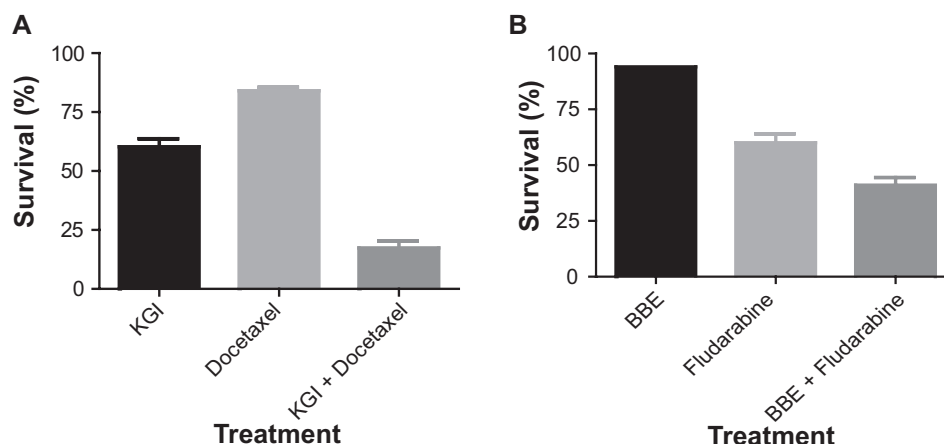 A
Survival (%)
100
75
50
25
0
KGI
Docetaxel
KGI + Docetaxel
Treatment
B
Survival (%)
100
75
50
25
0
BBE
Fludarabine
BBE + Fludarabine
Treatment